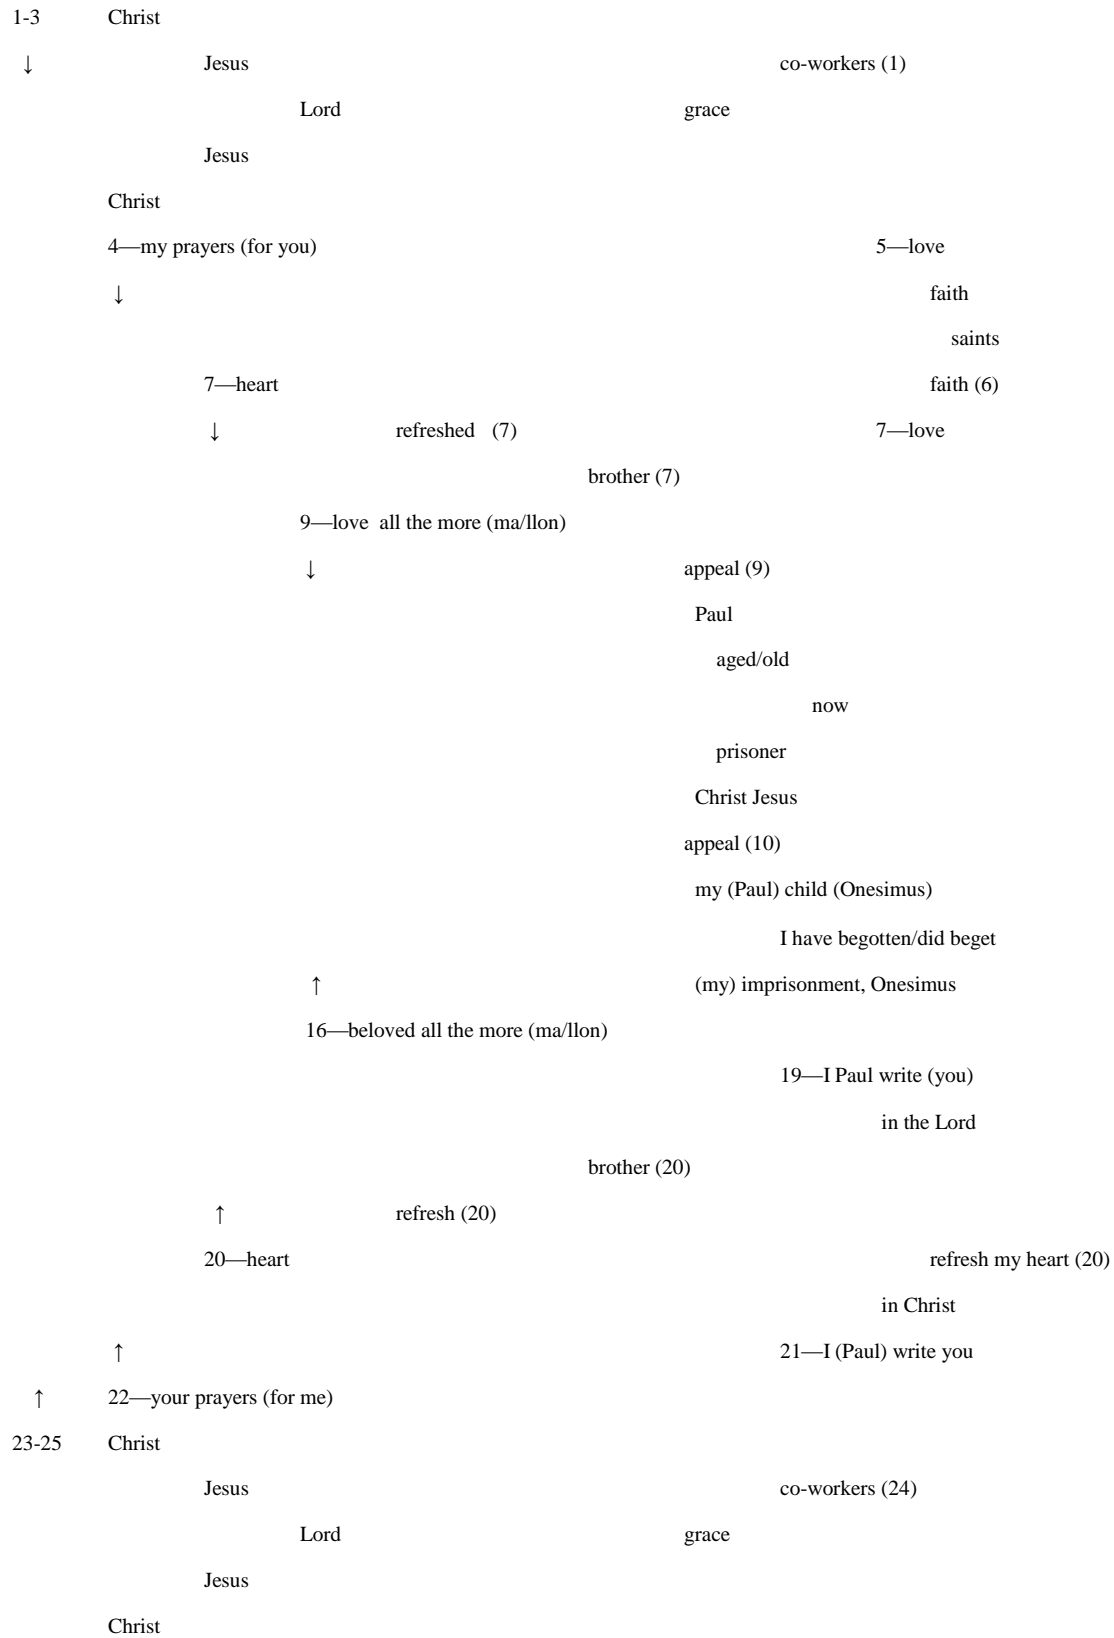 1-3 Christ
↓ Jesus co-workers (1)
Lord grace
Jesus
Christ
4—my prayers (for you) 5—love
↓ faith
saints
7—heart faith (6)
↓ refreshed (7) 7—love
brother (7)
9—love all the more (ma/llon)
↓ appeal (9)
Paul
aged/old
now
prisoner
Christ Jesus
appeal (10)
my (Paul) child (Onesimus)
I have begotten/did beget
↑ (my) imprisonment, Onesimus
16—beloved all the more (ma/llon)
19—I Paul write (you)
in the Lord
brother (20)
↑ refresh (20)
20—heart refresh my heart (20)
in Christ
↑ 21—I (Paul) write you
↑ 22—your prayers (for me)
23-25 Christ
Jesus co-workers (24)
Lord grace
Jesus
Christ